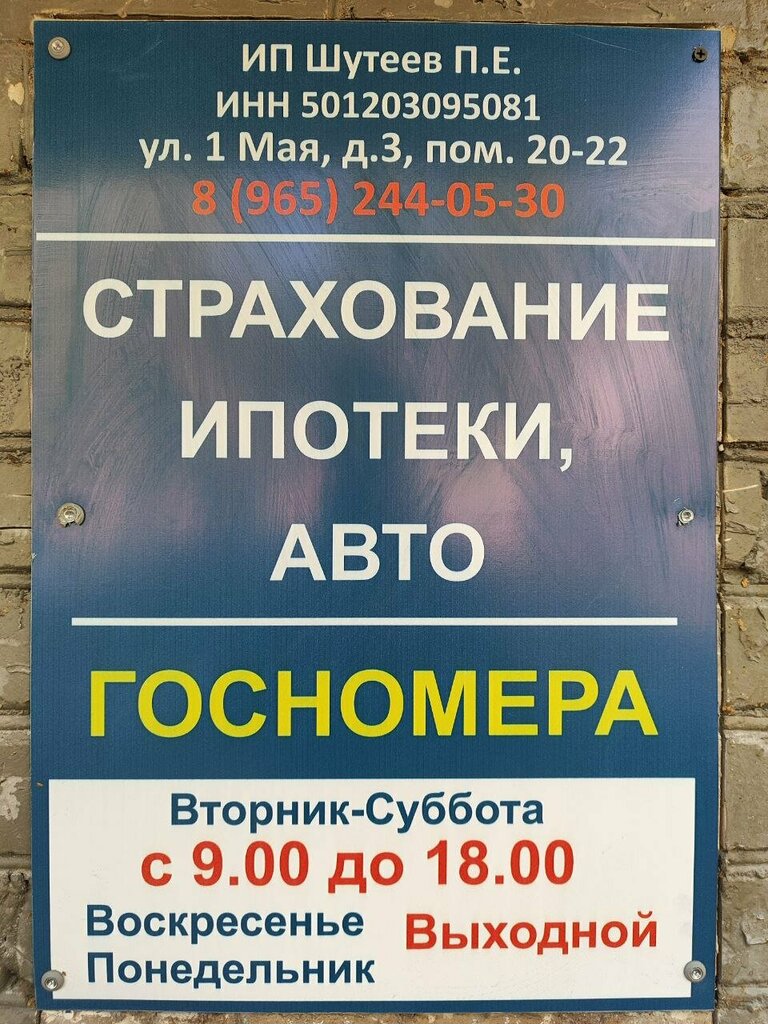 ИП Шутеев П.Е.
ИНН 501203095081
ул. 1 Мая, д.3, пом. 20-22
8 (965) 244-05-30
СТРАХОВАНИЕ
ИПОТЕКИ,
АВТО
ГОСНОМЕРА
Вторник-Суббота
с 9.00 до 18.00
Воскресенье
Понедельник
Выходной